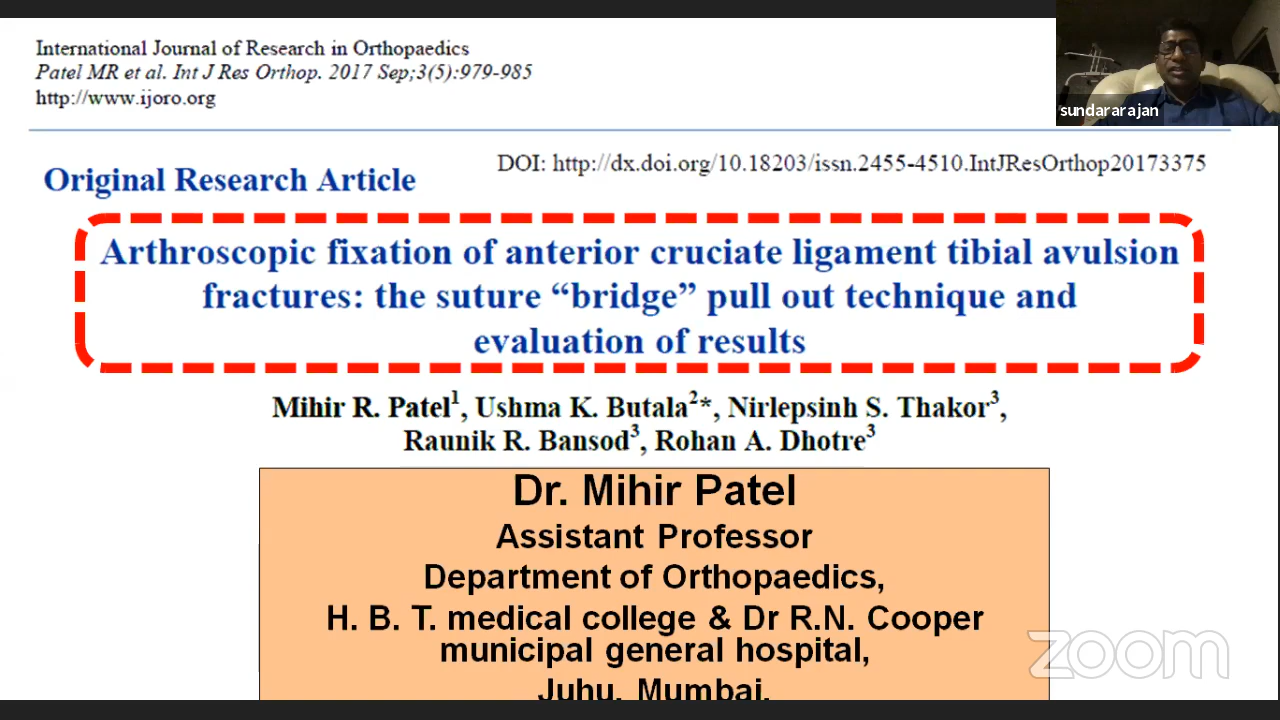 International Journal of Research in Orthopaedics
Patel MR et al. Int J Res Orthop. 2017 Sep;3(5):979-985
http://www.ijoro.org
sundararajan
DOI: http://dx.doi.org/10.18203/issn.2455-4510.IntJResOrthop20173375
Original Research Article
Arthroscopic fixation of anterior cruciate ligament tibial avulsion
fractures: the suture “bridge” pull out technique and
evaluation of results
Mihir R. Patel1, Ushma K. Butala2*, Nirlepsinh S. Thakor3,
Raunik R. Bansod3, Rohan A. Dhotre3
Dr. Mihir Patel
Assistant Professor
Department of Orthopaedics,
H. B. T. medical college & Dr R.N. Cooper
municipal general hospital,
Juhu, Mumbai.
zoom